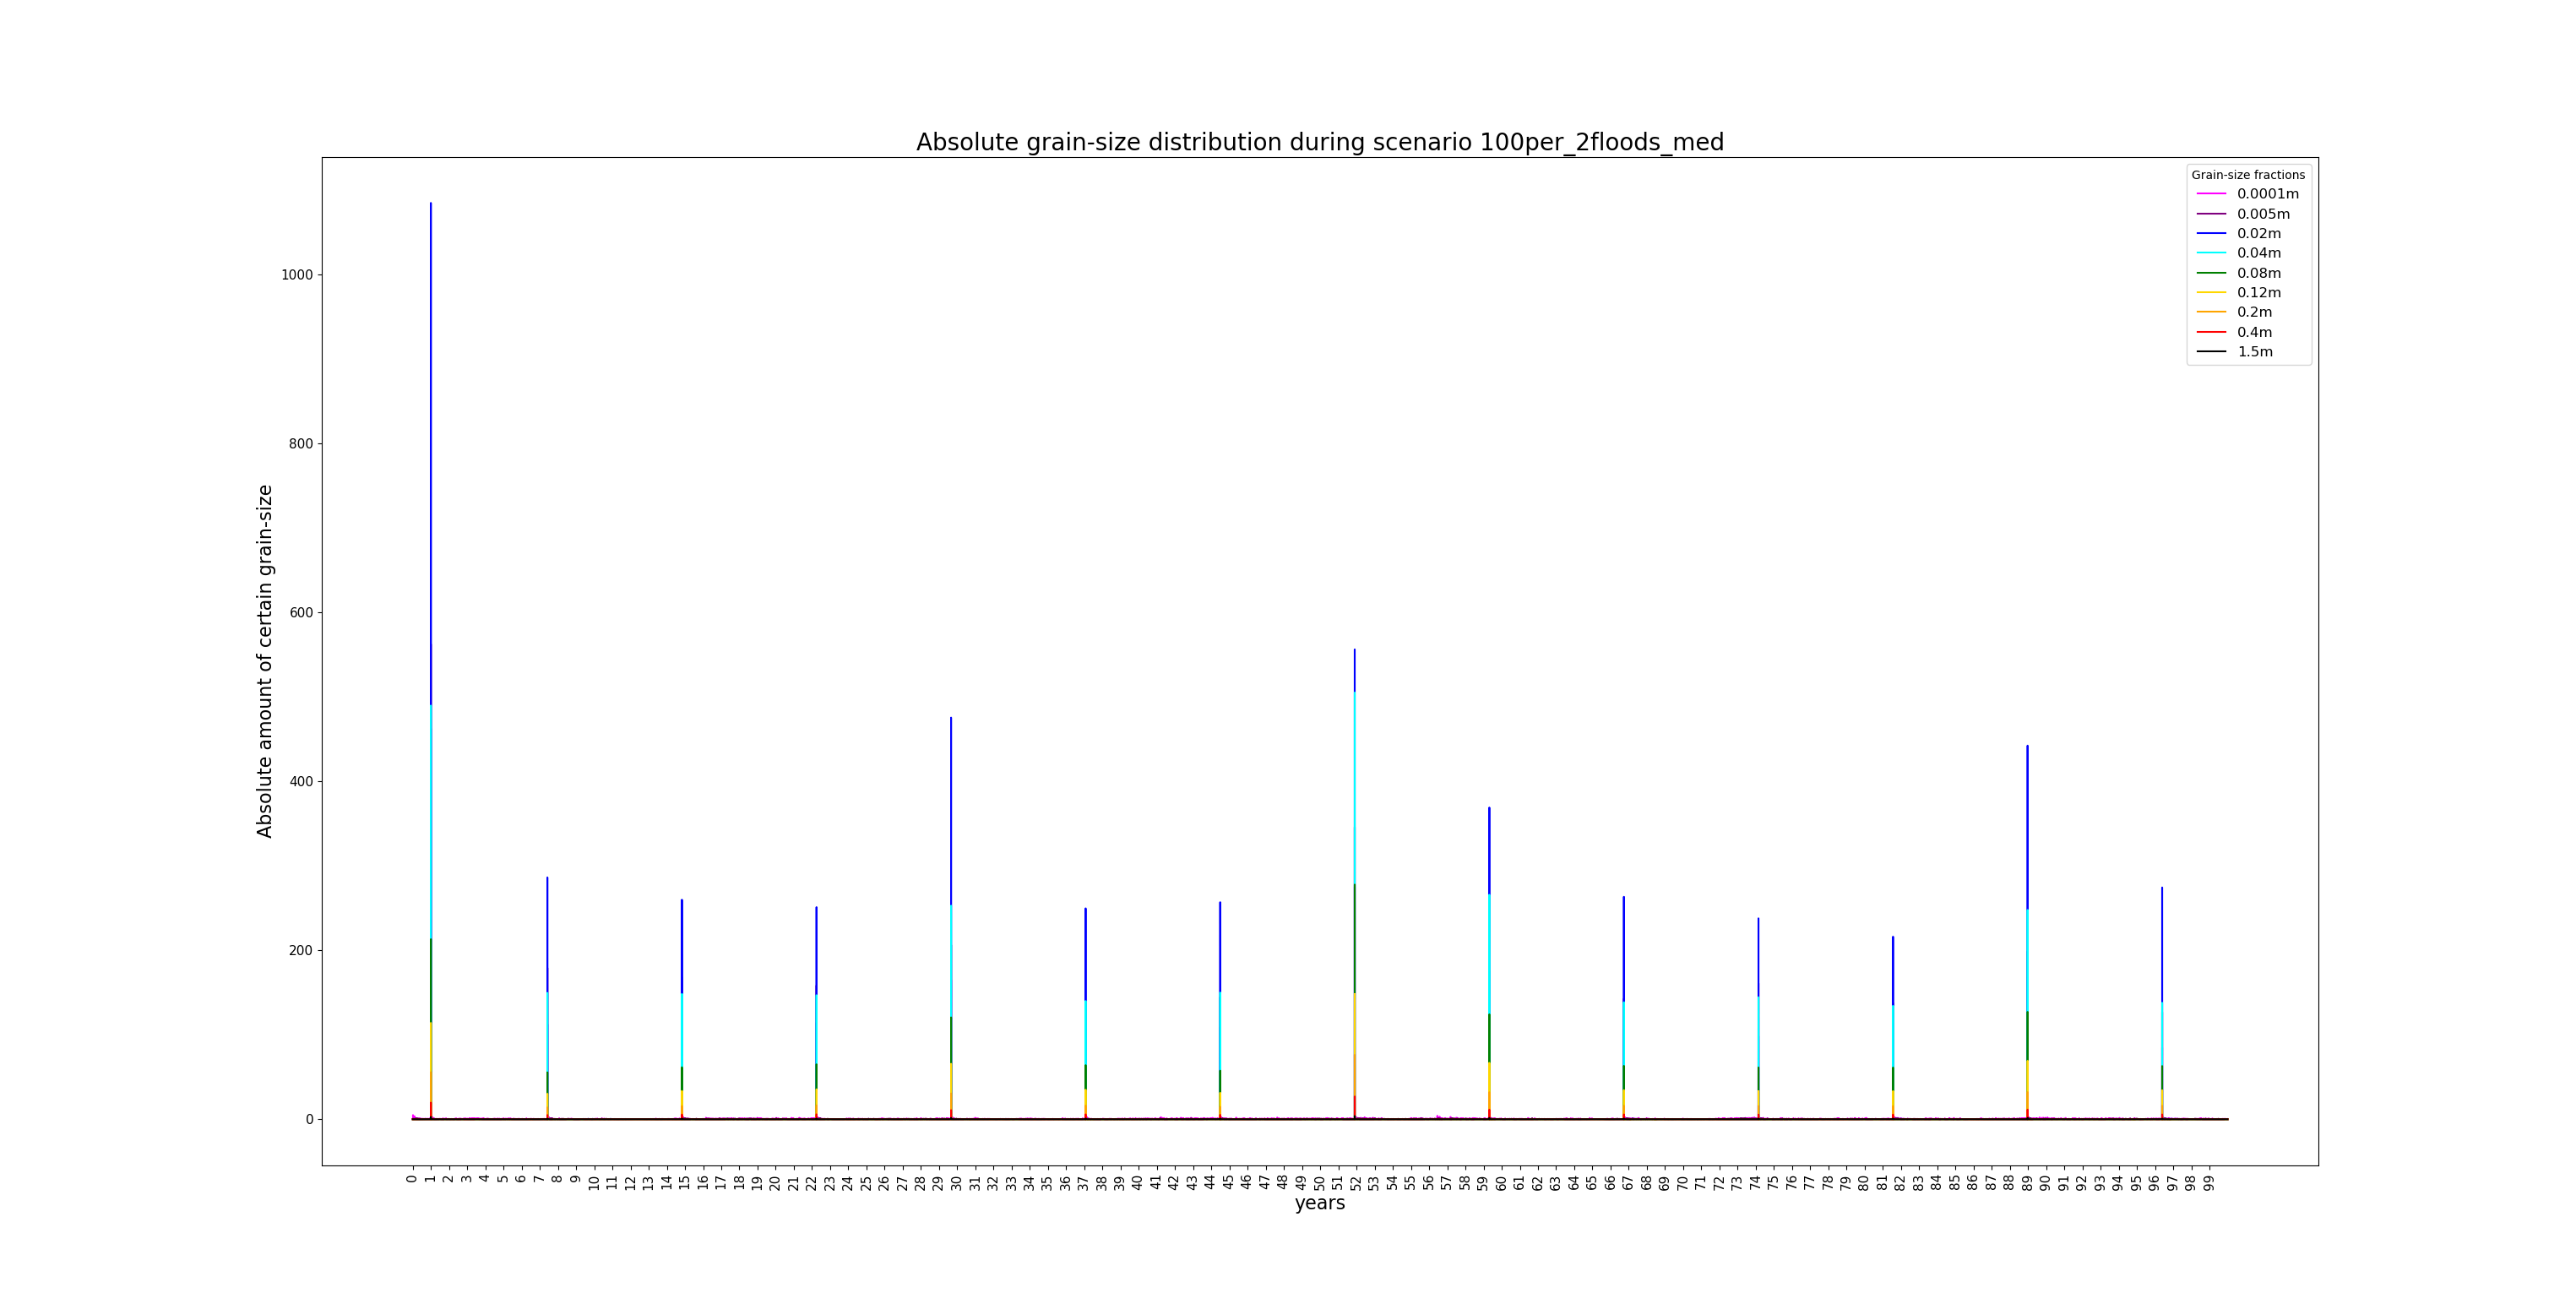 Absolute grain-size distribution during scenario 100per_2floods_med
Grain-size fractions
0.0001m
0.005m
0.02m
0.04m
0.08m
0.12m
0.2m
0.4m
1.5m
Absolute amount of certain grain-size
1000
800
600
400
200
0
0 1 2 3 4 5 6 7 8 9 10 11 12 13 14 15 16 17 18 19 20 21 22 23 24 25 26 27 28 29 30 31 32 33 34 35 36 37 38 39 40 41 42 43 44 45 46 47 48 49 50 51 52 53 54 55 56 57 58 59 60 61 62 63 64 65 66 67 68 69 70 71 72 73 74 75 76 77 78 79 80 81 82 83 84 85 86 87 88 89 90 91 92 93 94 95 96 97 98 99
years